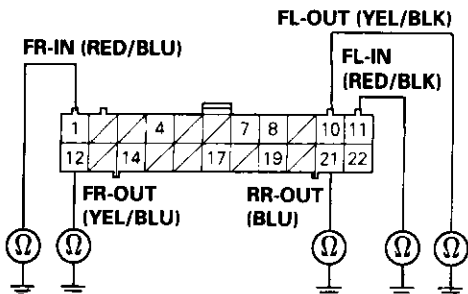 FL-OUT (YEL/BLK)
FR-IN (RED/BLU)
FL-IN
(RED/BLK)
1 4 7 8 10 11
12 14 17 19 21 22
FR-OUT
(YEL/BLU)
RR-OUT
(BLU)
Ω Ω Ω Ω Ω